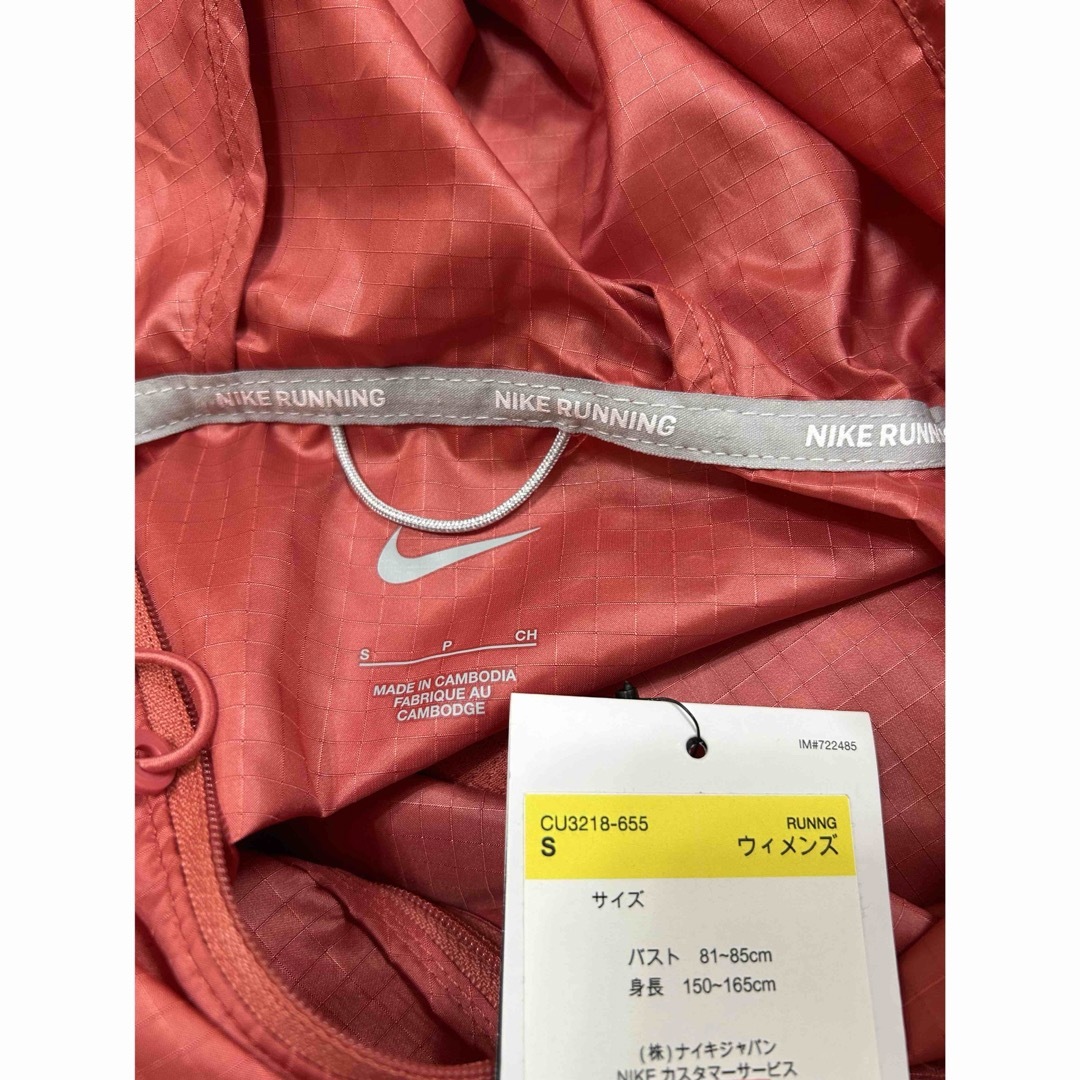 NIKE RUNNING NIKE RUNNING NIKE RUNN
S P CH
MADE IN CAMBODIA
FABRIQUE AU
CAMBODGE
IM#722485
CU3218-655 RUNNG
S ウィメンズ
サイズ
バスト 81~85cm
身長 150~165cm
(株)ナイキジャパン
NIKE カスタマーサービス